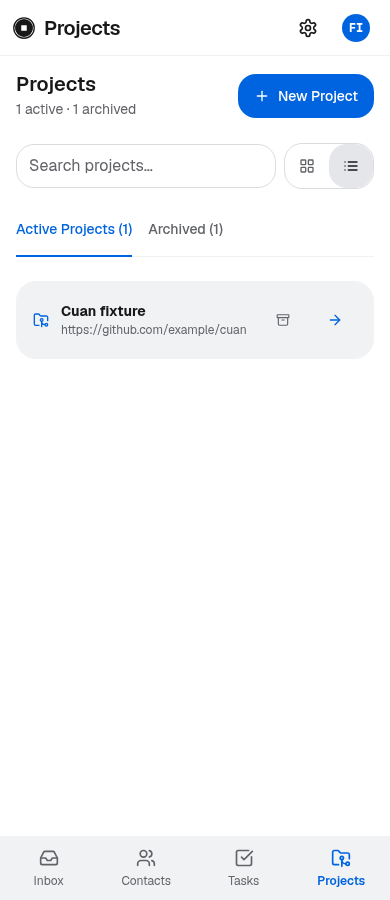 Projects
FI
Projects
1 active · 1 archived
New Project
Search projects...
Active Projects (1)
Archived (1)
Cuan fixture
https://github.com/example/cuan
Inbox
Contacts
Tasks
Projects